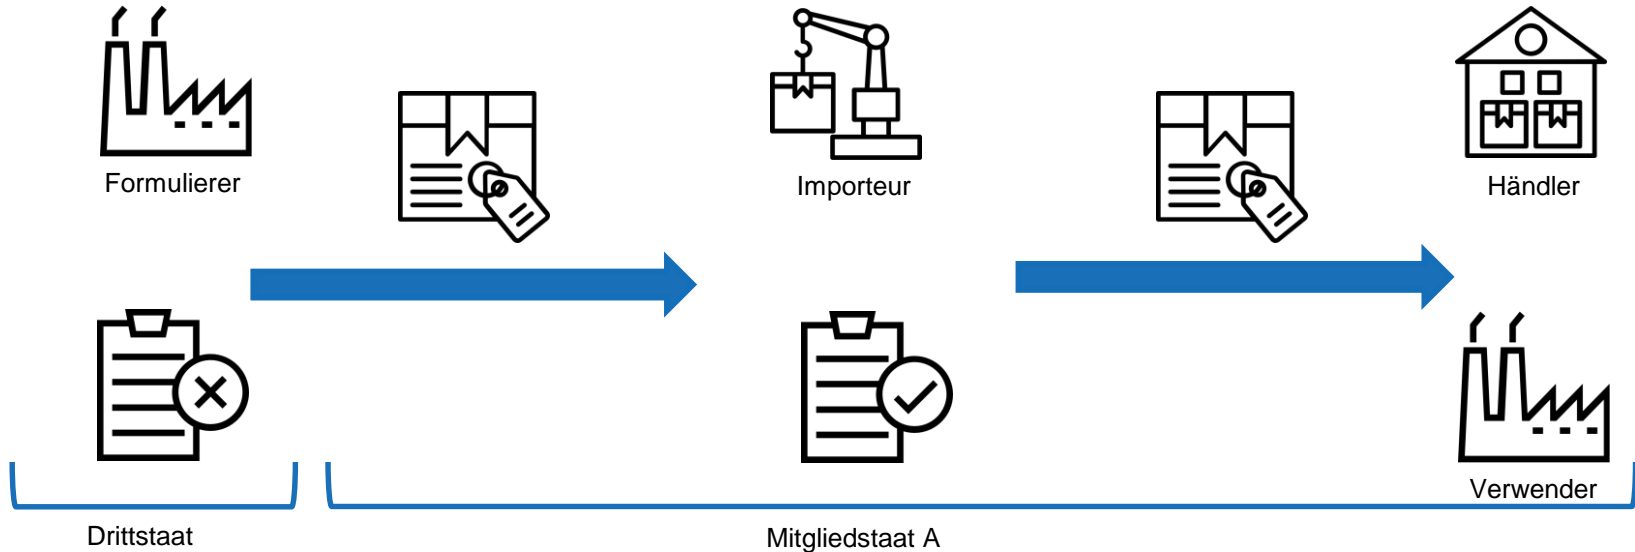 Formulierer
Importeur
Händler
Verwender
Drittstaat
Mitgliedstaat A